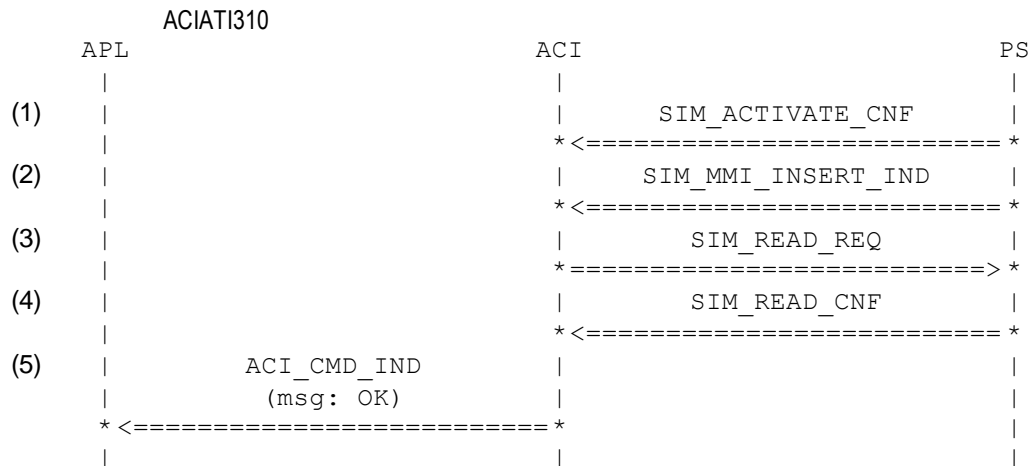 ACIATI310
APL ACI PS
| | |
(1) | | SIM_ACTIVATE_CNF |
| *<==========================*
(2) | | SIM_MMI_INSERT_IND |
| *<==========================*
(3) | | SIM_READ_REQ |
| *==========================>*
(4) | | SIM_READ_CNF |
| *<==========================*
(5) | ACI_CMD_IND | |
| (msg: OK) | |
*<==========================* |
| | |